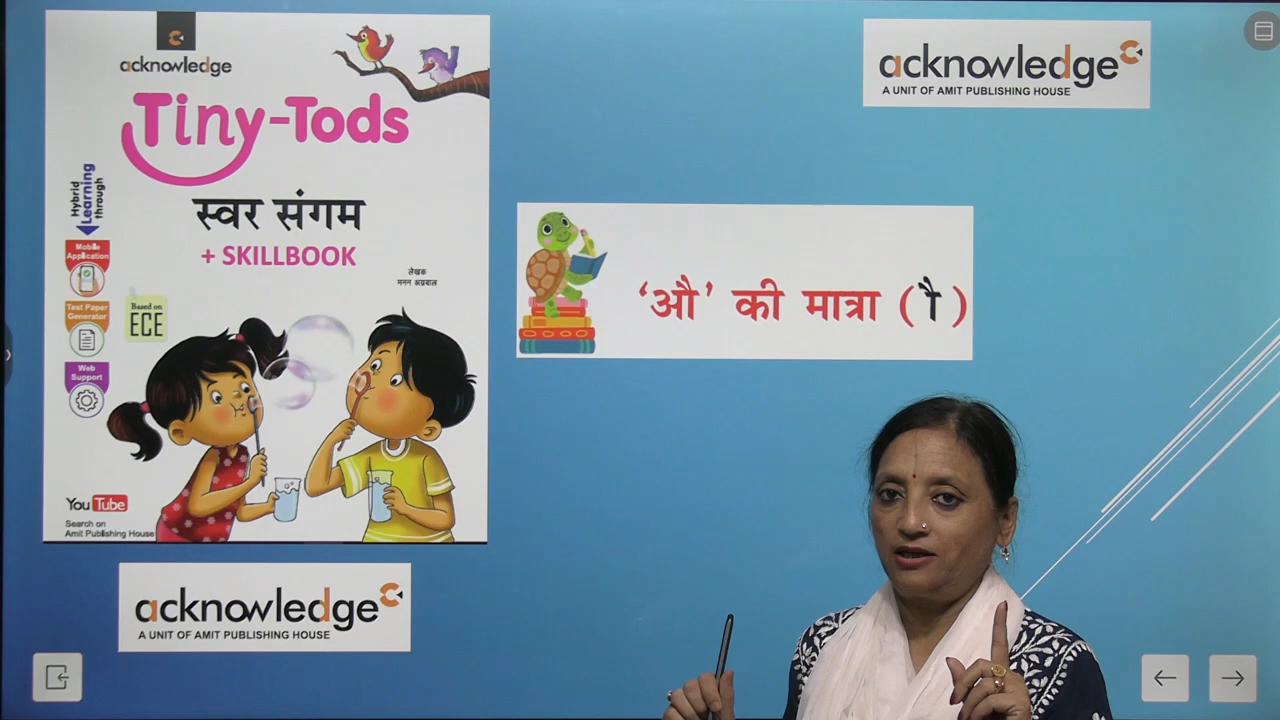 acknowledge
Tiny-Tods
Hybrid
Learning
through
स्वर संगम
+ SKILLBOOK
लेखक
मनन अग्रवाल
Mobile
Application
Test Paper
Generator
Web
Support
Based on
ECE
You Tube
Search on
Amit Publishing House
acknowledge
A UNIT OF AMIT PUBLISHING HOUSE
‘औ’ की मात्रा ( ौ )
acknowledge
A UNIT OF AMIT PUBLISHING HOUSE